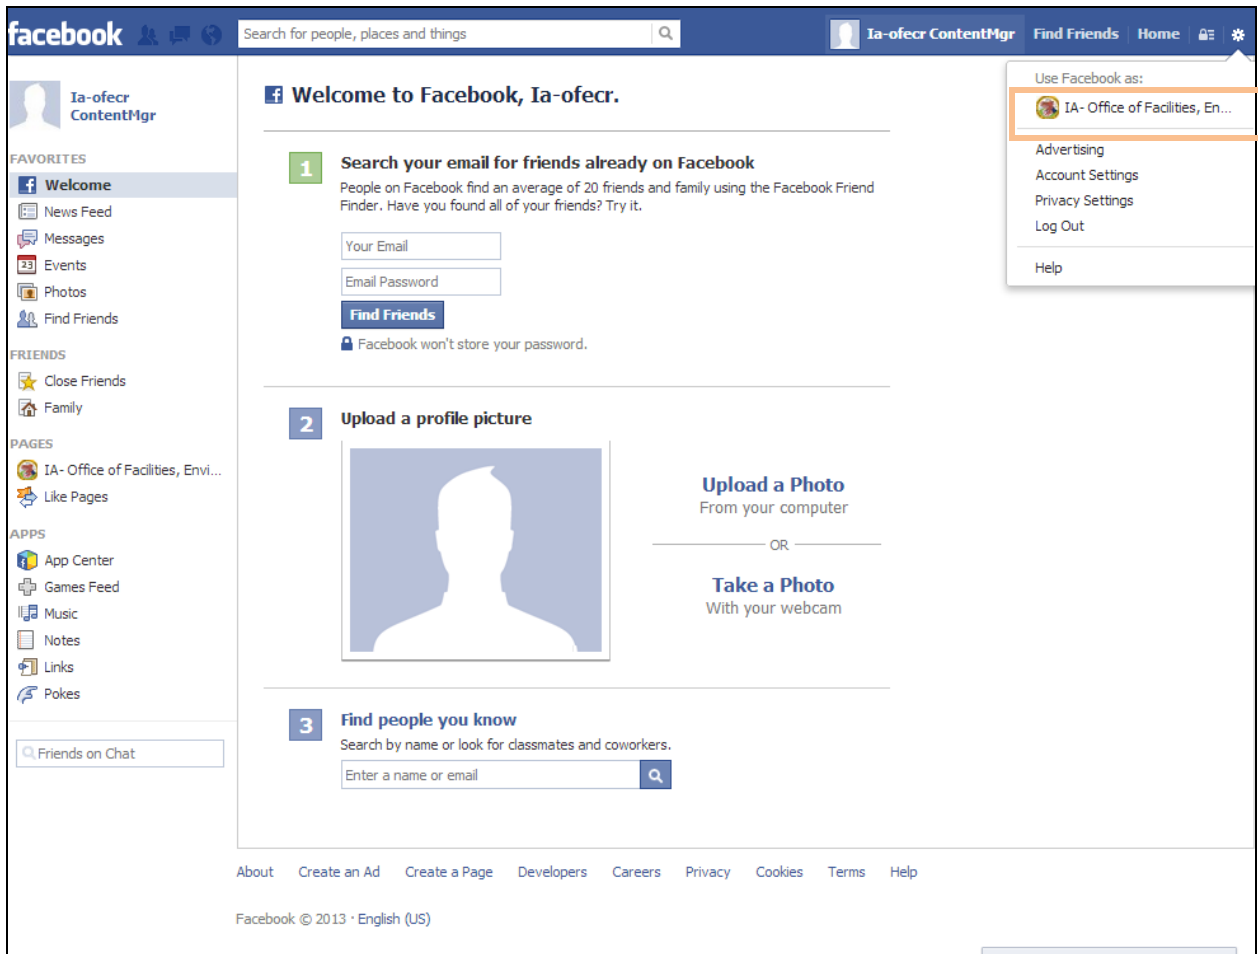 facebook
Search for people, places and things
Ia-ofecr ContentMgr
Find Friends
Home
Use Facebook as:
IA- Office of Facilities, En...
Advertising
Account Settings
Privacy Settings
Log Out
Help
Ia-ofecr
ContentMgr
FAVORITES
Welcome
News Feed
Messages
23 Events
Photos
Find Friends
FRIENDS
Close Friends
Family
PAGES
IA- Office of Facilities, Envi...
Like Pages
APPS
App Center
Games Feed
Music
Notes
Links
Pokes
Friends on Chat
Welcome to Facebook, Ia-ofecr.
1 Search your email for friends already on Facebook
People on Facebook find an average of 20 friends and family using the Facebook Friend
Finder. Have you found all of your friends? Try it.
Your Email
Email Password
Find Friends
Facebook won't store your password.
2 Upload a profile picture
Upload a Photo
From your computer
OR
Take a Photo
With your webcam
3 Find people you know
Search by name or look for classmates and coworkers.
Enter a name or email
About Create an Ad Create a Page Developers Careers Privacy Cookies Terms Help
Facebook © 2013 · English (US)